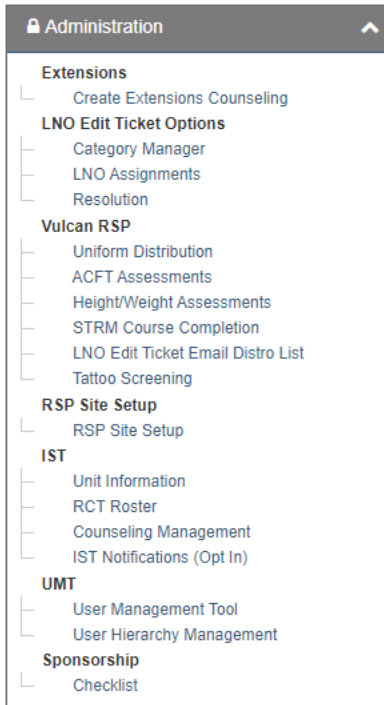 Administration
Extensions
Create Extensions Counseling
LNO Edit Ticket Options
Category Manager
LNO Assignments
Resolution
Vulcan RSP
Uniform Distribution
ACFT Assessments
Height/Weight Assessments
STRM Course Completion
LNO Edit Ticket Email Distro List
Tattoo Screening
RSP Site Setup
RSP Site Setup
IST
Unit Information
RCT Roster
Counseling Management
IST Notifications (Opt In)
UMT
User Management Tool
User Hierarchy Management
Sponsorship
Checklist